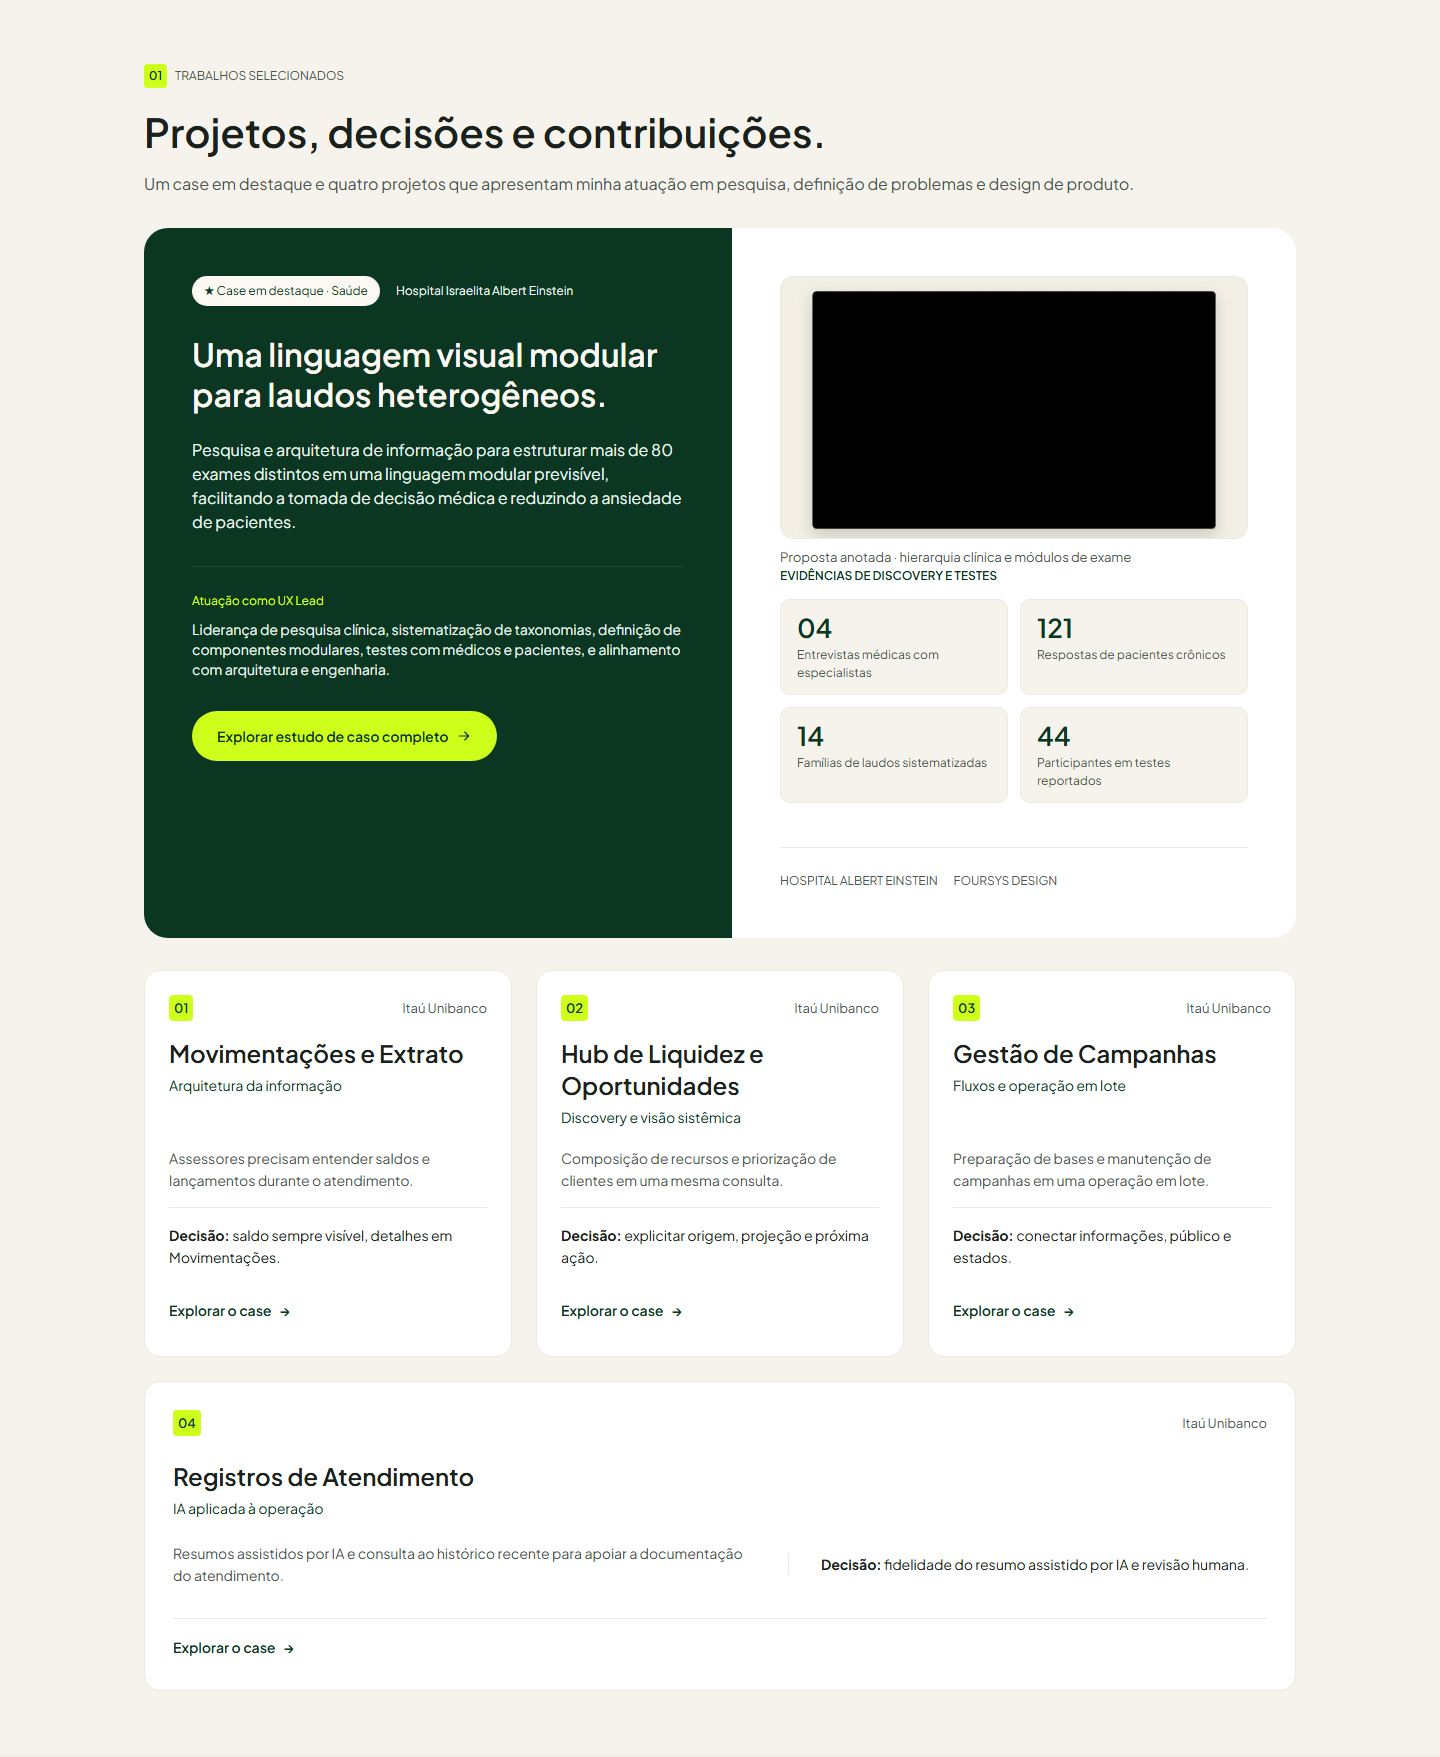 01 TRABALHOS SELECIONADOS
Projetos, decisões e contribuições.
Um case em destaque e quatro projetos que apresentam minha atuação em pesquisa, definição de problemas e design de produto.
★ Case em destaque · Saúde
Hospital Israelita Albert Einstein
Uma linguagem visual modular
para laudos heterogêneos.
Pesquisa e arquitetura de informação para estruturar mais de 80
exames distintos em uma linguagem modular previsível,
facilitando a tomada de decisão médica e reduzindo a ansiedade
de pacientes.
Atuação como UX Lead
Liderança de pesquisa clínica, sistematização de taxonomias, definição de
componentes modulares, testes com médicos e pacientes, e alinhamento
com arquitetura e engenharia.
Explorar estudo de caso completo →
Proposta anotada · hierarquia clínica e módulos de exame
EVIDÊNCIAS DE DISCOVERY E TESTES
04
Entrevistas médicas com
especialistas
121
Respostas de pacientes crônicos
14
Famílias de laudos sistematizadas
44
Participantes em testes
reportados
HOSPITAL ALBERT EINSTEIN
FOURSYS DESIGN
01
Itaú Unibanco
Movimentações e Extrato
Arquitetura da informação
Assessores precisam entender saldos e
lançamentos durante o atendimento.
Decisão: saldo sempre visível, detalhes em
Movimentações.
Explorar o case →
02
Itaú Unibanco
Hub de Liquidez e
Oportunidades
Discovery e visão sistêmica
Composição de recursos e priorização de
clientes em uma mesma consulta.
Decisão: explicitar origem, projeção e próxima
ação.
Explorar o case →
03
Itaú Unibanco
Gestão de Campanhas
Fluxos e operação em lote
Preparação de bases e manutenção de
campanhas em uma operação em lote.
Decisão: conectar informações, público e
estados.
Explorar o case →
04
Itaú Unibanco
Registros de Atendimento
IA aplicada à operação
Resumos assistidos por IA e consulta ao histórico recente para apoiar a documentação
do atendimento.
Decisão: fidelidade do resumo assistido por IA e revisão humana.
Explorar o case →